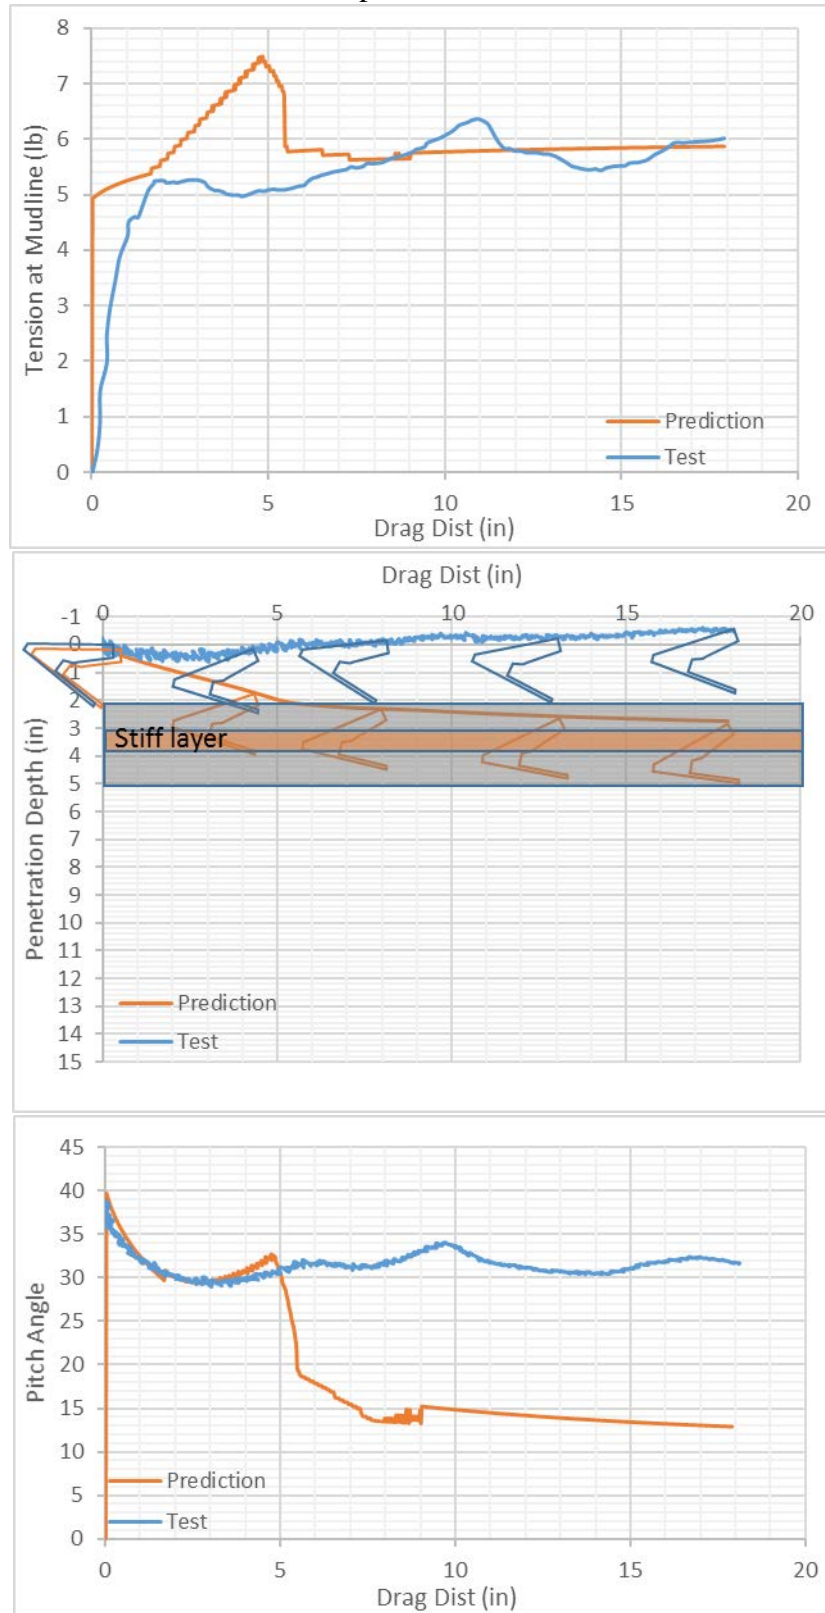 8
7
6
5
4
3
2
1
0
Tension at Mudline (lb)
Prediction
Test
0 5 10 15 20
Drag Dist (in)
Drag Dist (in)
0 5 10 15 20
-1
0
1
2
3
4
5
6
7
8
9
10
11
12
13
14
15
Penetration Depth (in)
Stiff layer
Prediction
Test
45
40
35
30
25
20
15
10
5
0
Pitch Angle
Prediction
Test
0 5 10 15 20
Drag Dist (in)